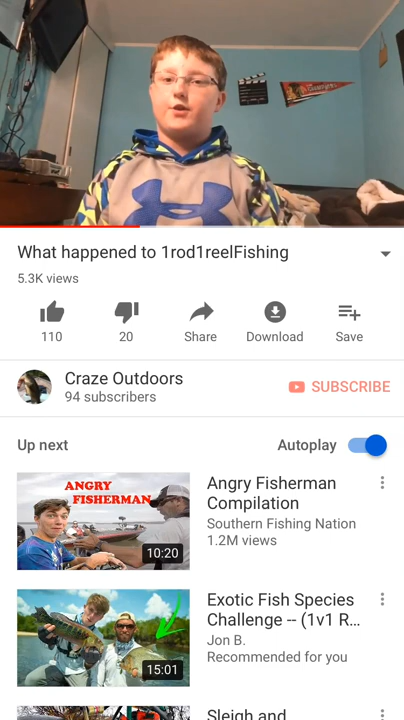 What happened to 1rod1reelFishing
5.3K views
110
20
Share
Download
Save
Craze Outdoors
94 subscribers
SUBSCRIBE
Up next
Autoplay
ANGRY
FISHERMAN
10:20
Angry Fisherman
Compilation
Southern Fishing Nation
1.2M views
15:01
Exotic Fish Species
Challenge -- (1v1 R...
Jon B.
Recommended for you
Sleigh and